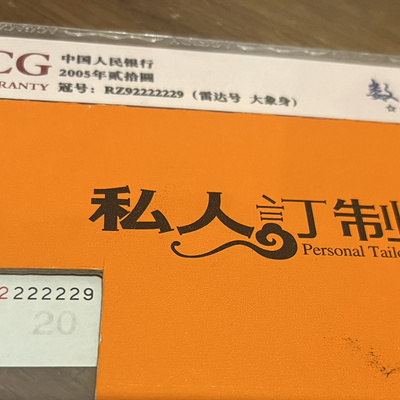 CG 中国人民银行
2005年贰拾圆
RANTY 冠号：RZ92222229（雷达号 大象身）
私人订制
Personal Tailo
2222229
20